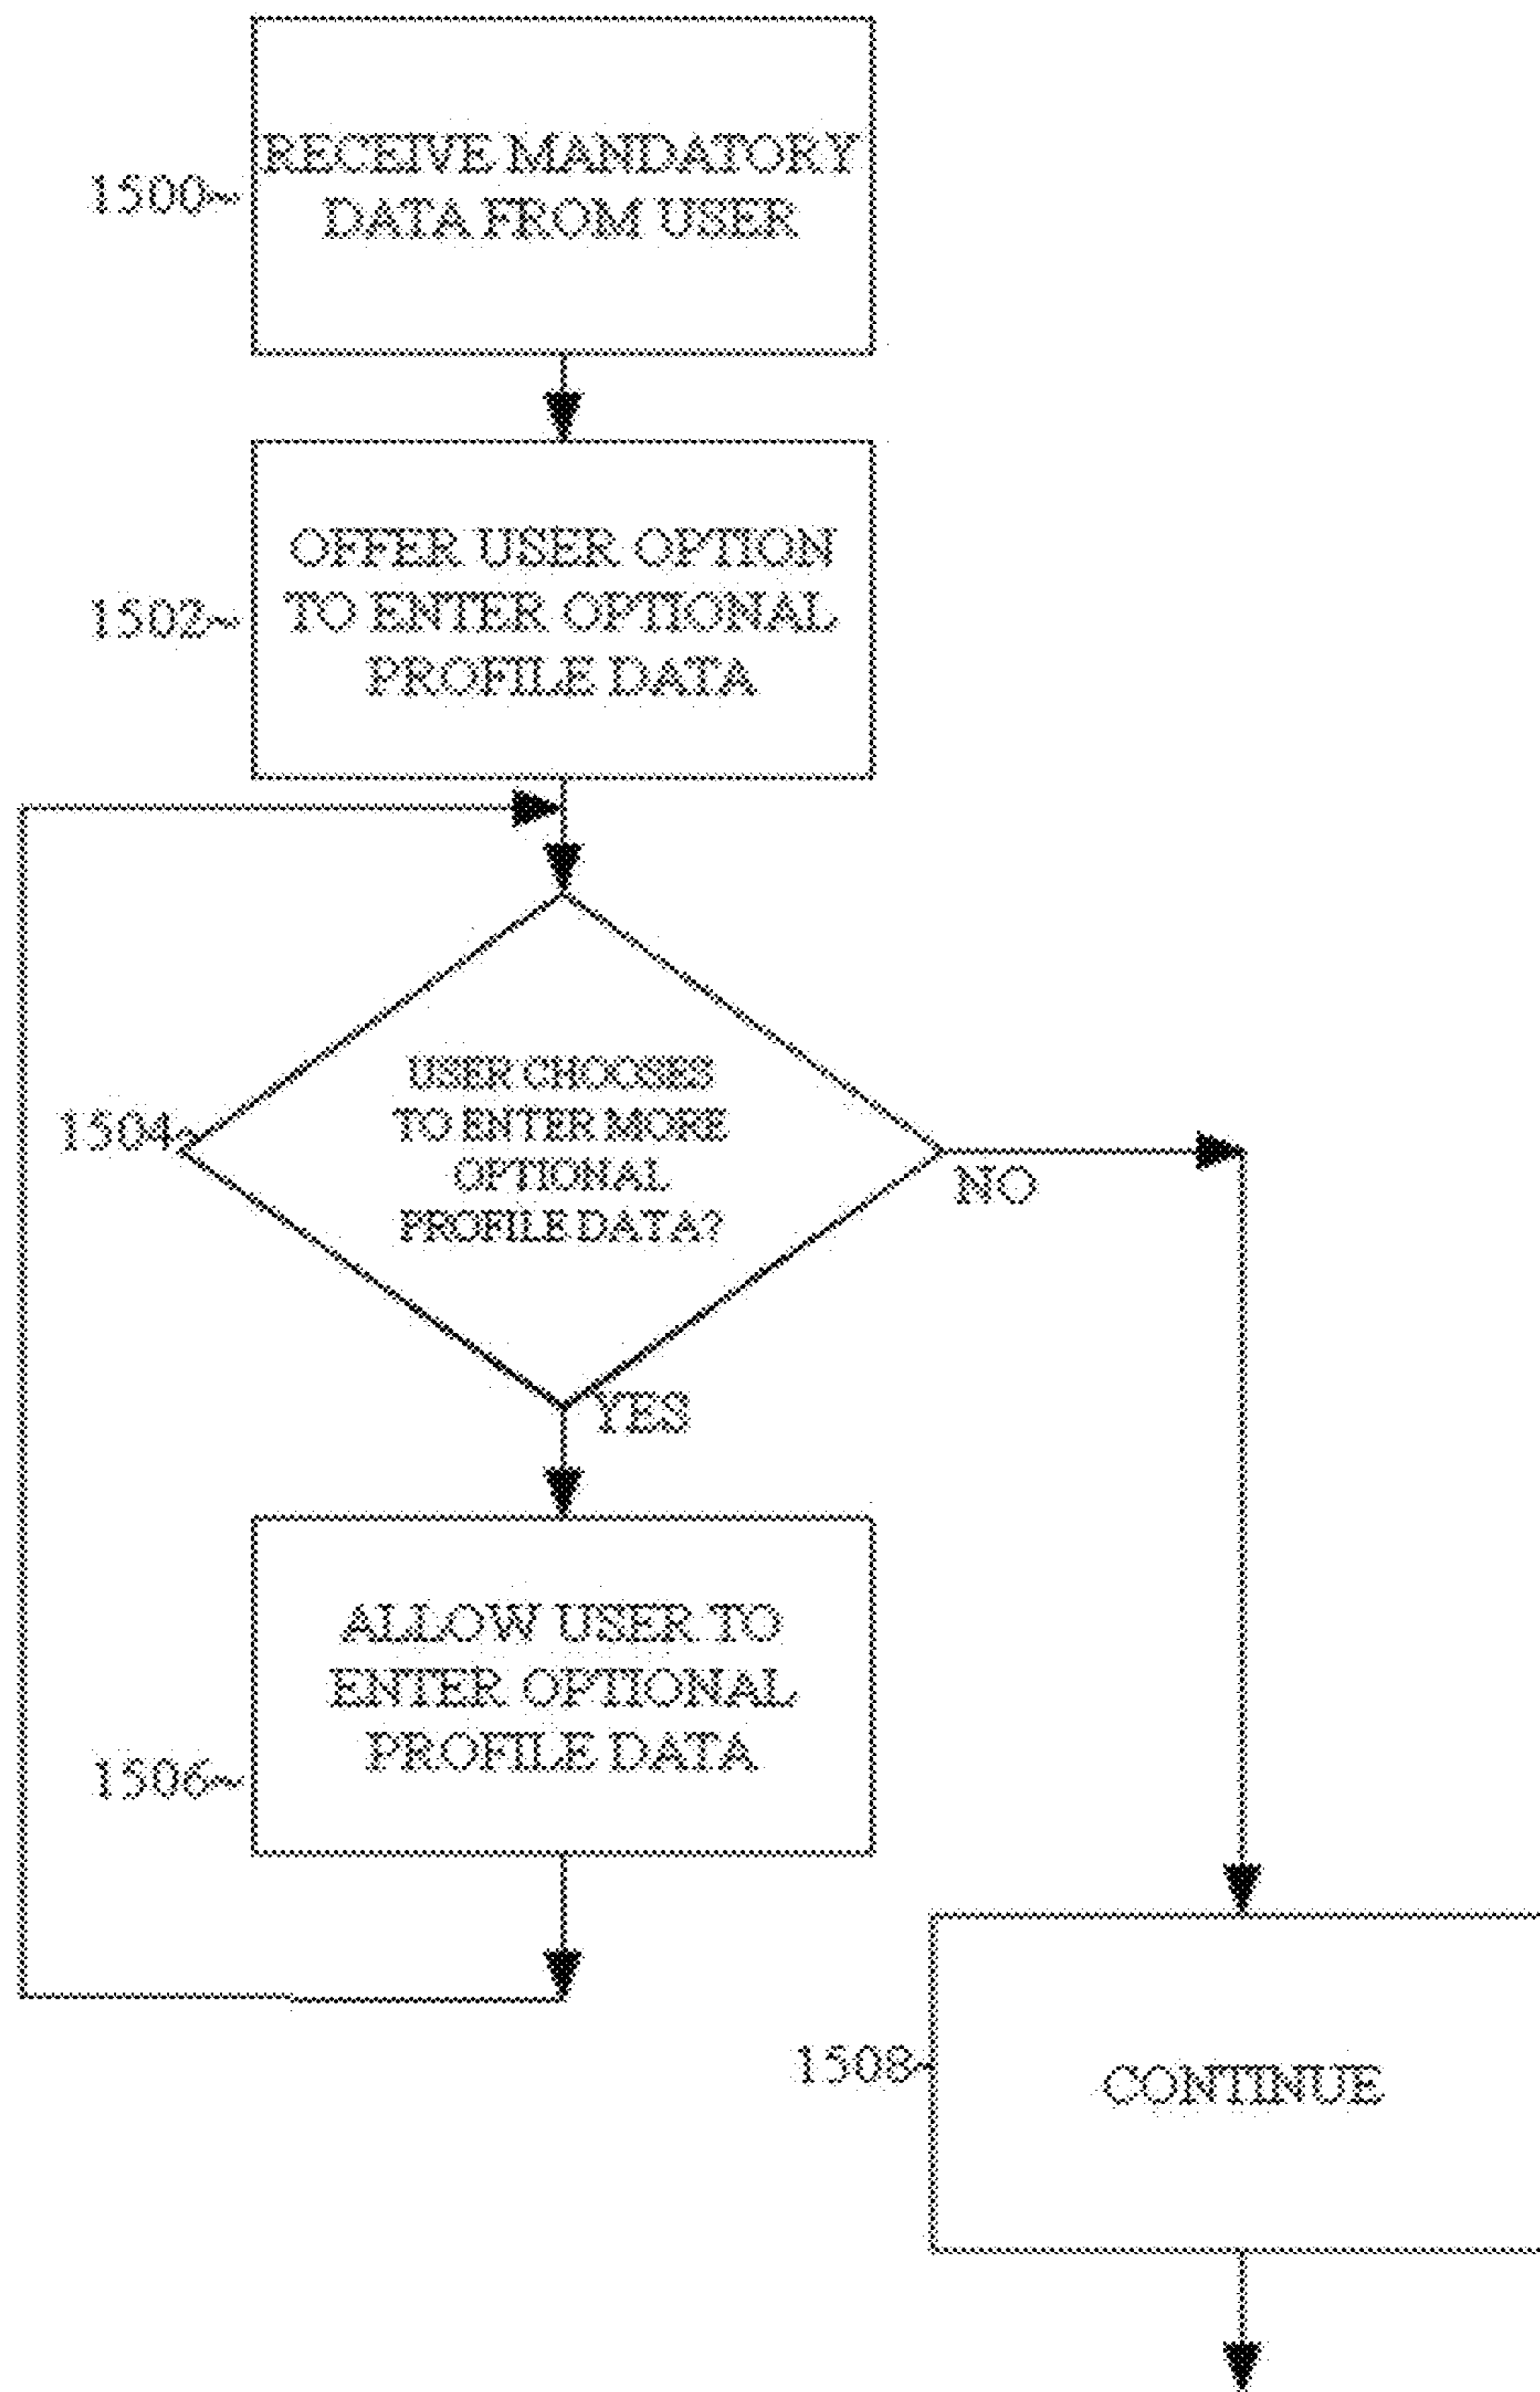 RECEIVE MANDATORY
DATA FROM USER
1500
OFFER USER OPTION
TO ENTER OPTIONAL
PROFILE DATA
1502
USER CHOOSES
TO ENTER MORE
OPTIONAL
PROFILE DATA?
1504
NO
YES
ALLOW USER TO
ENTER OPTIONAL
PROFILE DATA
1506
1508
CONTINUE